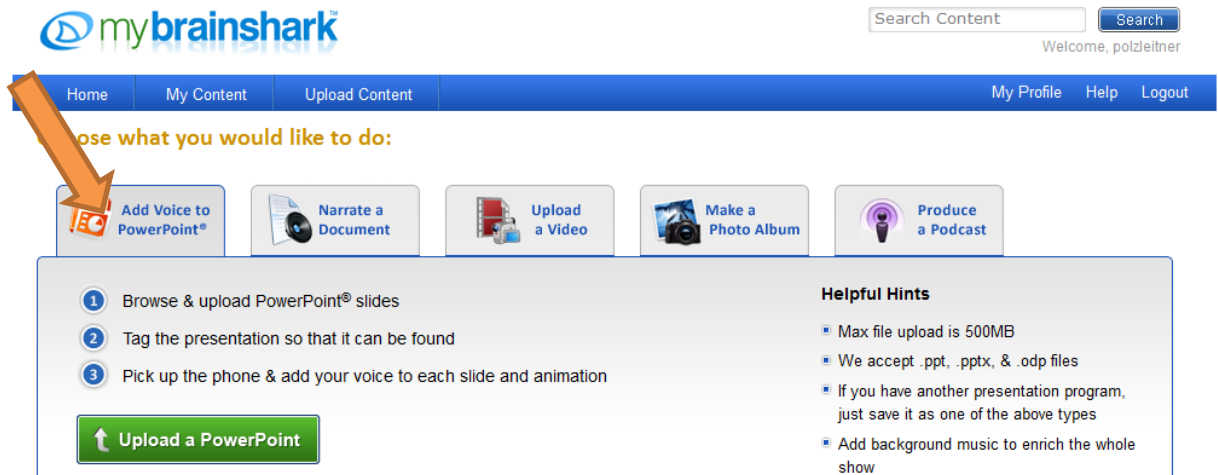 mybrainshark™
Search Content
Search
Welcome, polzleitner
Home My Content Upload Content My Profile Help Logout
what you would like to do:
Add Voice to
PowerPoint®
Narrate a
Document
Upload
a Video
Make a
Photo Album
Produce
a Podcast
1 Browse & upload PowerPoint® slides
2 Tag the presentation so that it can be found
3 Pick up the phone & add your voice to each slide and animation
Upload a PowerPoint
Helpful Hints
Max file upload is 500MB
We accept .ppt, .pptx, & .odp files
If you have another presentation program,
just save it as one of the above types
Add background music to enrich the whole
show